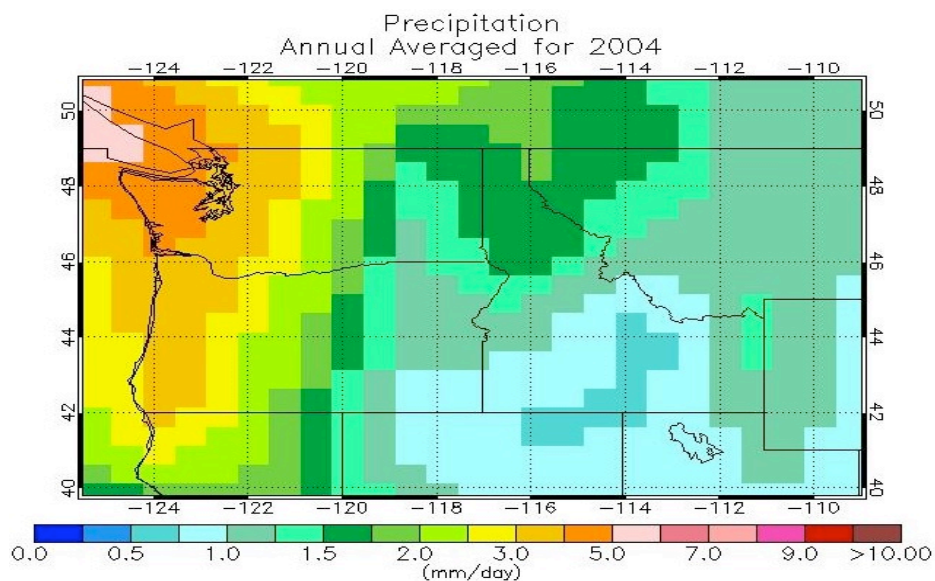 Precipitation
Annual Averaged for 2004
-124 -122 -120 -118 -116 -114 -111 -110
50 50
48 48
46 46
44 44
42 42
40 40
-124 -122 -120 -118 -116 -114 -112 -110
0.0 0.5 1.0 1.5 2.0 3.0 5.0 7.0 9.0 >10.00
(mm/day)